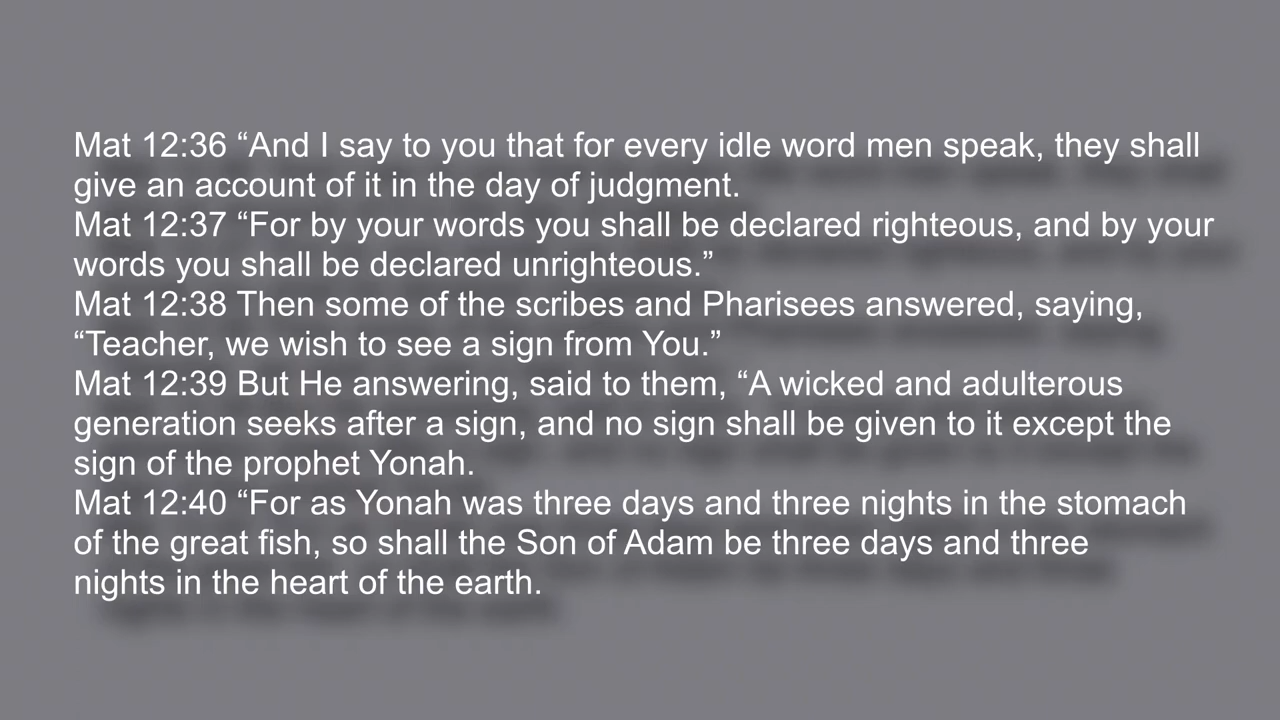 Mat 12:36 “And I say to you that for every idle word men speak, they shall
give an account of it in the day of judgment.
Mat 12:37 “For by your words you shall be declared righteous, and by your
words you shall be declared unrighteous.”
Mat 12:38 Then some of the scribes and Pharisees answered, saying,
“Teacher, we wish to see a sign from You.”
Mat 12:39 But He answering, said to them, “A wicked and adulterous
generation seeks after a sign, and no sign shall be given to it except the
sign of the prophet Yonah.
Mat 12:40 “For as Yonah was three days and three nights in the stomach
of the great fish, so shall the Son of Adam be three days and three
nights in the heart of the earth.